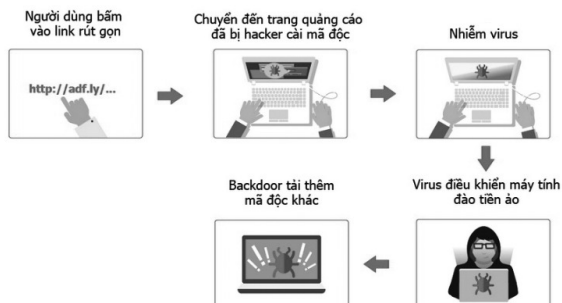 Người dùng bấm
vào link rút gọn
http://adf.ly/...
Chuyển đến trang quảng cáo
đã bị hacker cài mã độc
Nhiễm virus
Virus điều khiển máy tính
đào tiền ảo
Backdoor tải thêm
mã độc khác